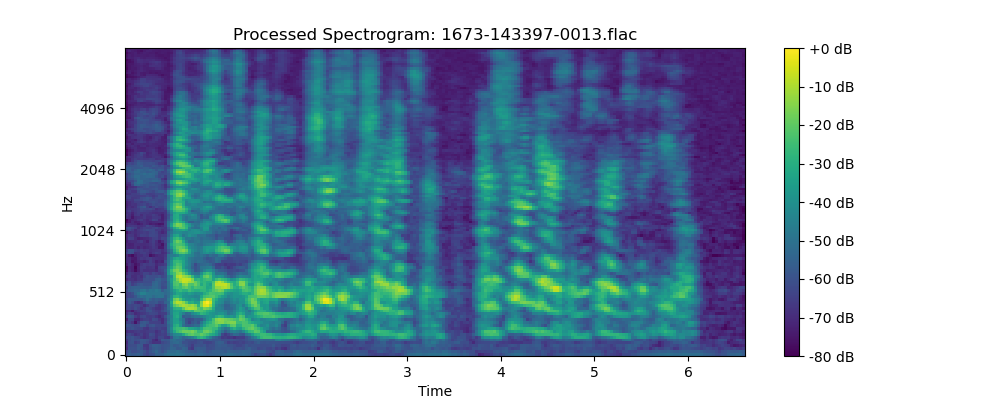 Processed Spectrogram: 1673-143397-0013.flac
Hz
4096
2048
1024
512
0
0 1 2 3 4 5 6
Time
+0 dB
-10 dB
-20 dB
-30 dB
-40 dB
-50 dB
-60 dB
-70 dB
-80 dB